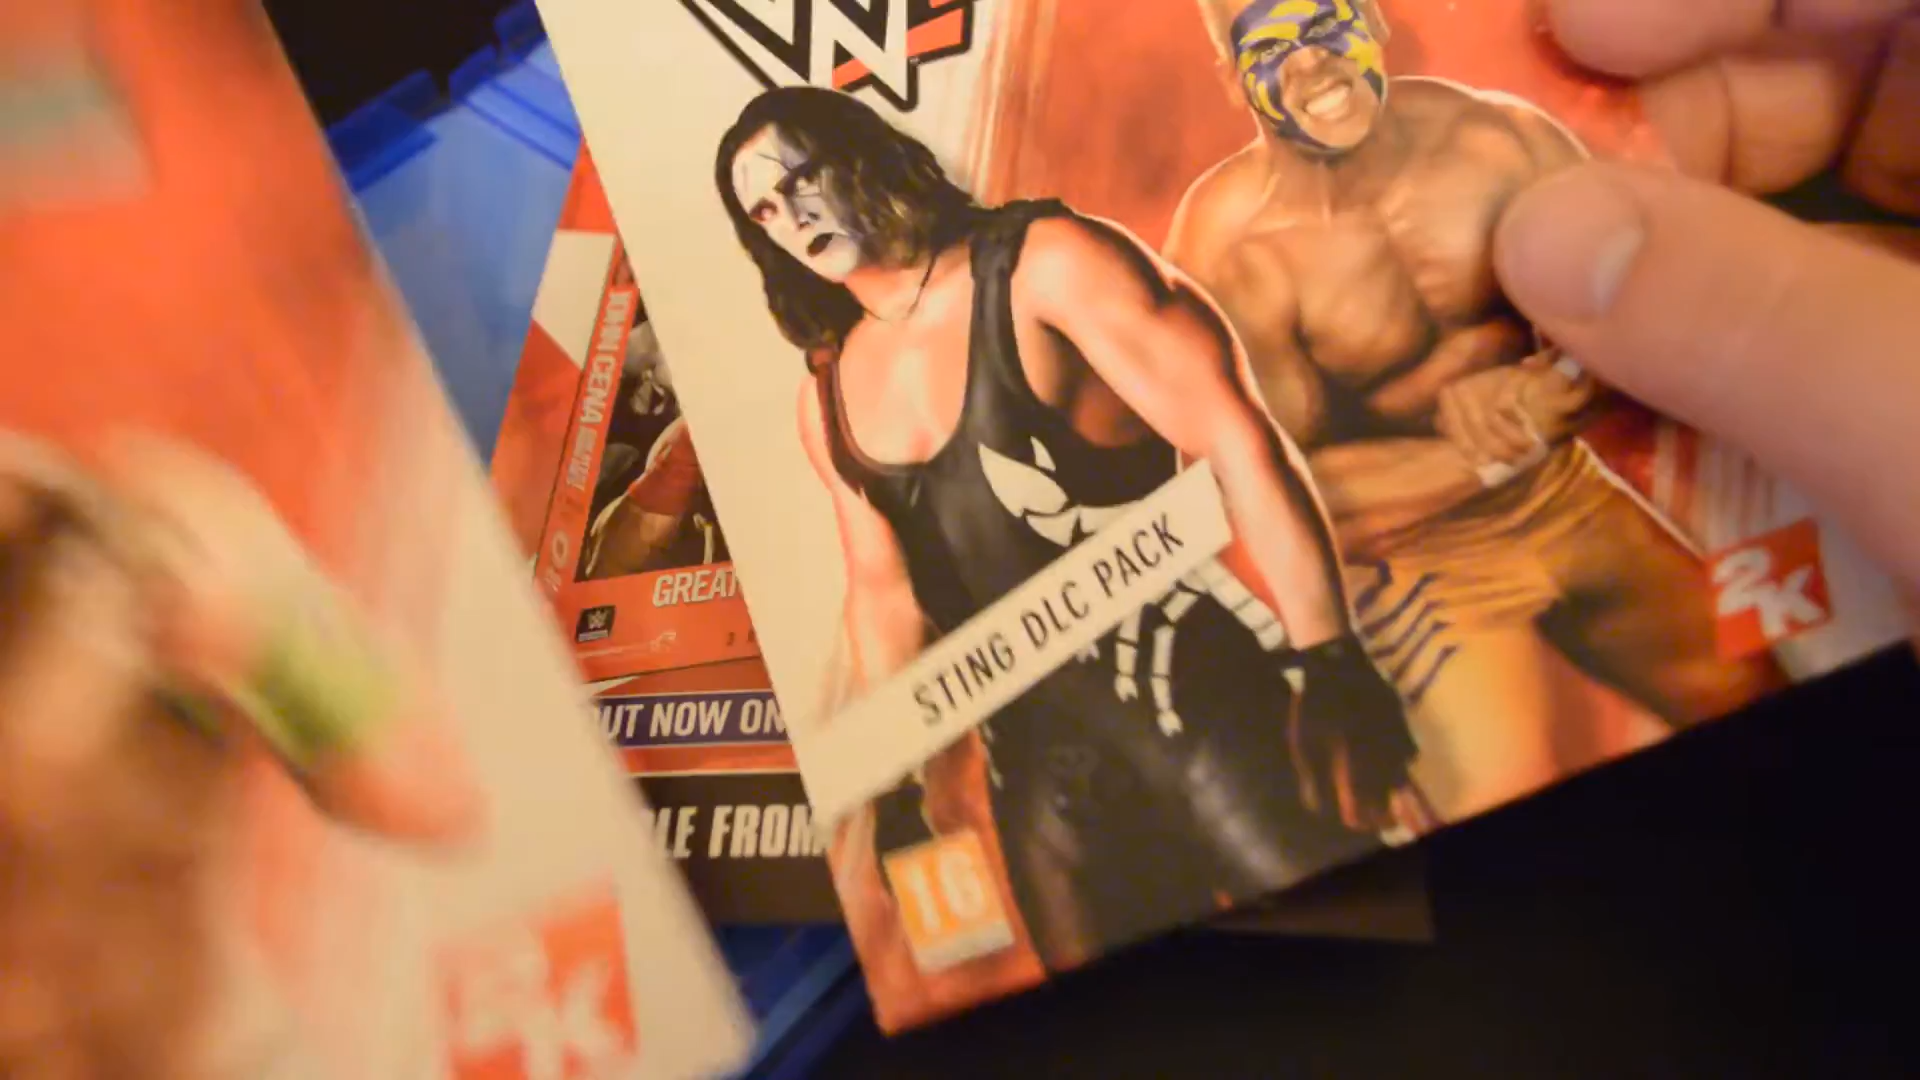 W
JOHN CENA
GREAT
OUT NOW ON
LE FROM
STING DLC PACK
16
2K
2K